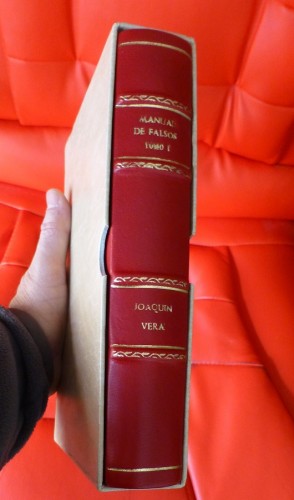 MANUAL
DE FALSOS
TOMO I
JOAQUIN
VERA